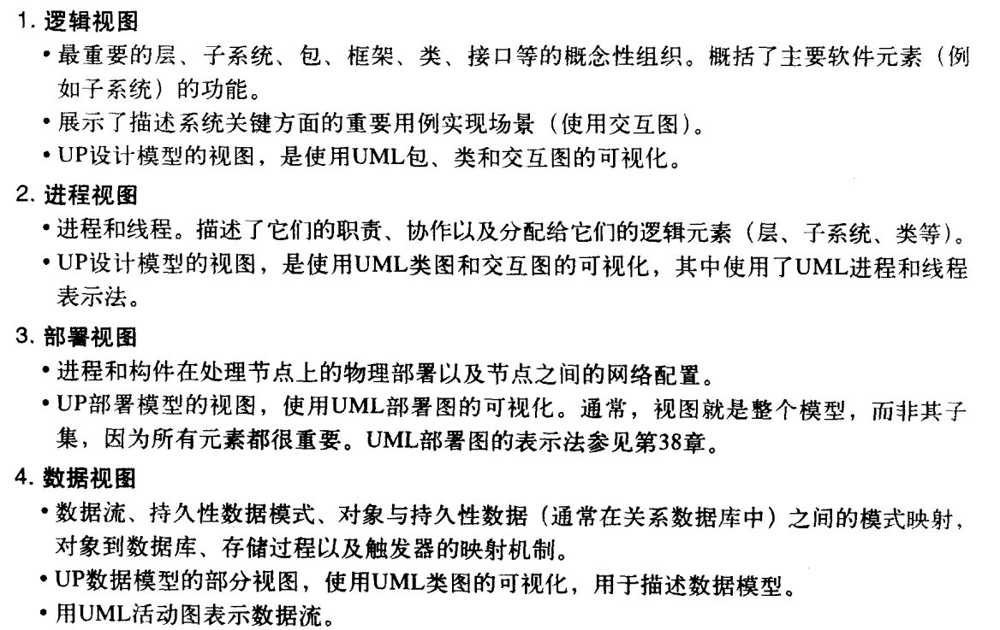 1. 逻辑视图
• 最重要的层、子系统、包、框架、类、接口等的概念性组织。概括了主要软件元素（例
如子系统）的功能。
• 展示了描述系统关键方面的重要用例实现场景（使用交互图）。
• UP设计模型的视图，是使用UML包、类和交互图的可视化。
2. 进程视图
• 进程和线程。描述了它们的职责、协作以及分配给它们的逻辑元素（层、子系统、类等）。
• UP设计模型的视图，是使用UML类图和交互图的可视化，其中使用了UML进程和线程
表示法。
3. 部署视图
• 进程和构件在处理节点上的物理部署以及节点之间的网络配置。
• UP部署模型的视图，使用UML部署图的可视化。通常，视图就是整个模型，而非其子
集，因为所有元素都很重要。UML部署图的表示法参见第38章。
4. 数据视图
• 数据流、持久性数据模式、对象与持久性数据（通常在关系数据库中）之间的模式映射，
对象到数据库、存储过程以及触发器的映射机制。
• UP数据模型的部分视图，使用UML类图的可视化，用于描述数据模型。
• 用UML活动图表示数据流。